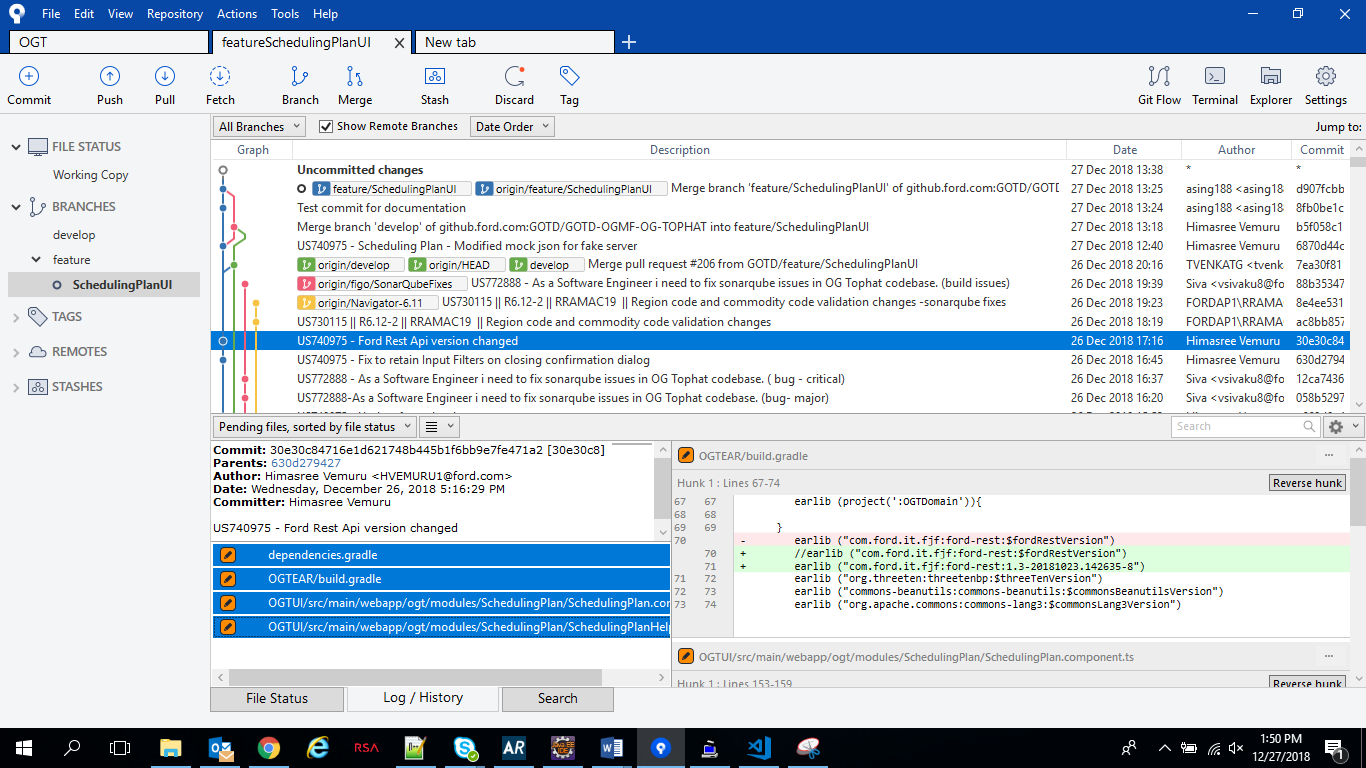 File Edit View Repository Actions Tools Help
OGT featureSchedulingPlanUI New tab
Commit Push Pull Fetch Branch Merge Stash Discard Tag Git Flow Terminal Explorer Settings
All Branches Show Remote Branches Date Order Jump to:
FILE STATUS
Working Copy
BRANCHES
develop
feature
SchedulingPlanUI
TAGS
REMOTES
STASHES
Graph Description Date Author Commit
Uncommitted changes 27 Dec 2018 13:38 * *
feature/SchedulingPlanUI origin/feature/SchedulingPlanUI Merge branch 'feature/SchedulingPlanUI' of github.ford.com:GOTD/GOTD 27 Dec 2018 13:25 asing188 <asing18 d907fcbb
Test commit for documentation 27 Dec 2018 13:24 asing188 <asing18 8fb0be1c
Merge branch 'develop' of github.ford.com:GOTD/GOTD-OGMF-OG-TOPHAT into feature/SchedulingPlanUI 27 Dec 2018 13:18 Himasree Vemuru b5f058c1
US740975 - Scheduling Plan - Modified mock json for fake server 27 Dec 2018 12:40 Himasree Vemuru 6870d44c
origin/develop origin/HEAD develop Merge pull request #206 from GOTD/feature/SchedulingPlanUI 26 Dec 2018 20:16 TVENKATG <tvenk 7ea30f81
origin/figo/SonarQubeFixes US772888 - As a Software Engineer i need to fix sonarqube issues in OG Tophat codebase. (build issues) 26 Dec 2018 19:39 Siva <vsivaku8@fo 88b35347
origin/Navigator-6.11 US730115 || R6.12-2 || RRAMAC19 || Region code and commodity code validation changes -sonarqube fixes 26 Dec 2018 19:23 FORDAP1\RRAMA 8e4ee531
US730115 || R6.12-2 || RRAMAC19 || Region code and commodity code validation changes 26 Dec 2018 18:19 FORDAP1\RRAMA ac8bb857
US740975 - Ford Rest Api version changed 26 Dec 2018 17:16 Himasree Vemuru 30e30c84
US740975 - Fix to retain Input Filters on closing confirmation dialog 26 Dec 2018 16:45 Himasree Vemuru 630d2794
US772888 - As a Software Engineer i need to fix sonarqube issues in OG Tophat codebase. ( bug - critical) 26 Dec 2018 16:37 Siva <vsivaku8@fo 12ca7436
US772888-As a Software Engineer i need to fix sonarqube issues in OG Tophat codebase. (bug- major) 26 Dec 2018 16:20 Siva <vsivaku8@fo 058b5297
Pending files, sorted by file status Search
Commit: 30e30c84716e1d621748b445b1f6bb9e7fe471a2 [30e30c8]
Parents: 630d279427
Author: Himasree Vemuru <HVEMURU1@ford.com>
Date: Wednesday, December 26, 2018 5:16:29 PM
Committer: Himasree Vemuru
US740975 - Ford Rest Api version changed
dependencies.gradle
OGTEAR/build.gradle
OGTUI/src/main/webapp/ogt/modules/SchedulingPlan/SchedulingPlan.cor
OGTUI/src/main/webapp/ogt/modules/SchedulingPlan/SchedulingPlanHel
OGTEAR/build.gradle ...
Hunk 1 : Lines 67-74 Reverse hunk
67 67 earlib (project(':OGTDomain')){
68 68
69 69 }
70 - earlib ("com.ford.it.fjf:ford-rest:$fordRestVersion")
70 + //earlib ("com.ford.it.fjf:ford-rest:$fordRestVersion")
71 + earlib ("com.ford.it.fjf:ford-rest:1.3-20181023.142635-8")
71 72 earlib ("org.threeten:threetenbp:$threeTenVersion")
72 73 earlib ("commons-beanutils:commons-beanutils:$commonsBeanutilsVersion")
73 74 earlib ("org.apache.commons:commons-lang3:$commonsLang3Version")
OGTUI/src/main/webapp/ogt/modules/SchedulingPlan/SchedulingPlan.component.ts ...
Hunk 1 : Lines 153-159 Reverse hunk
File Status Log / History Search
RSA AR 1:50 PM
12/27/2018 1